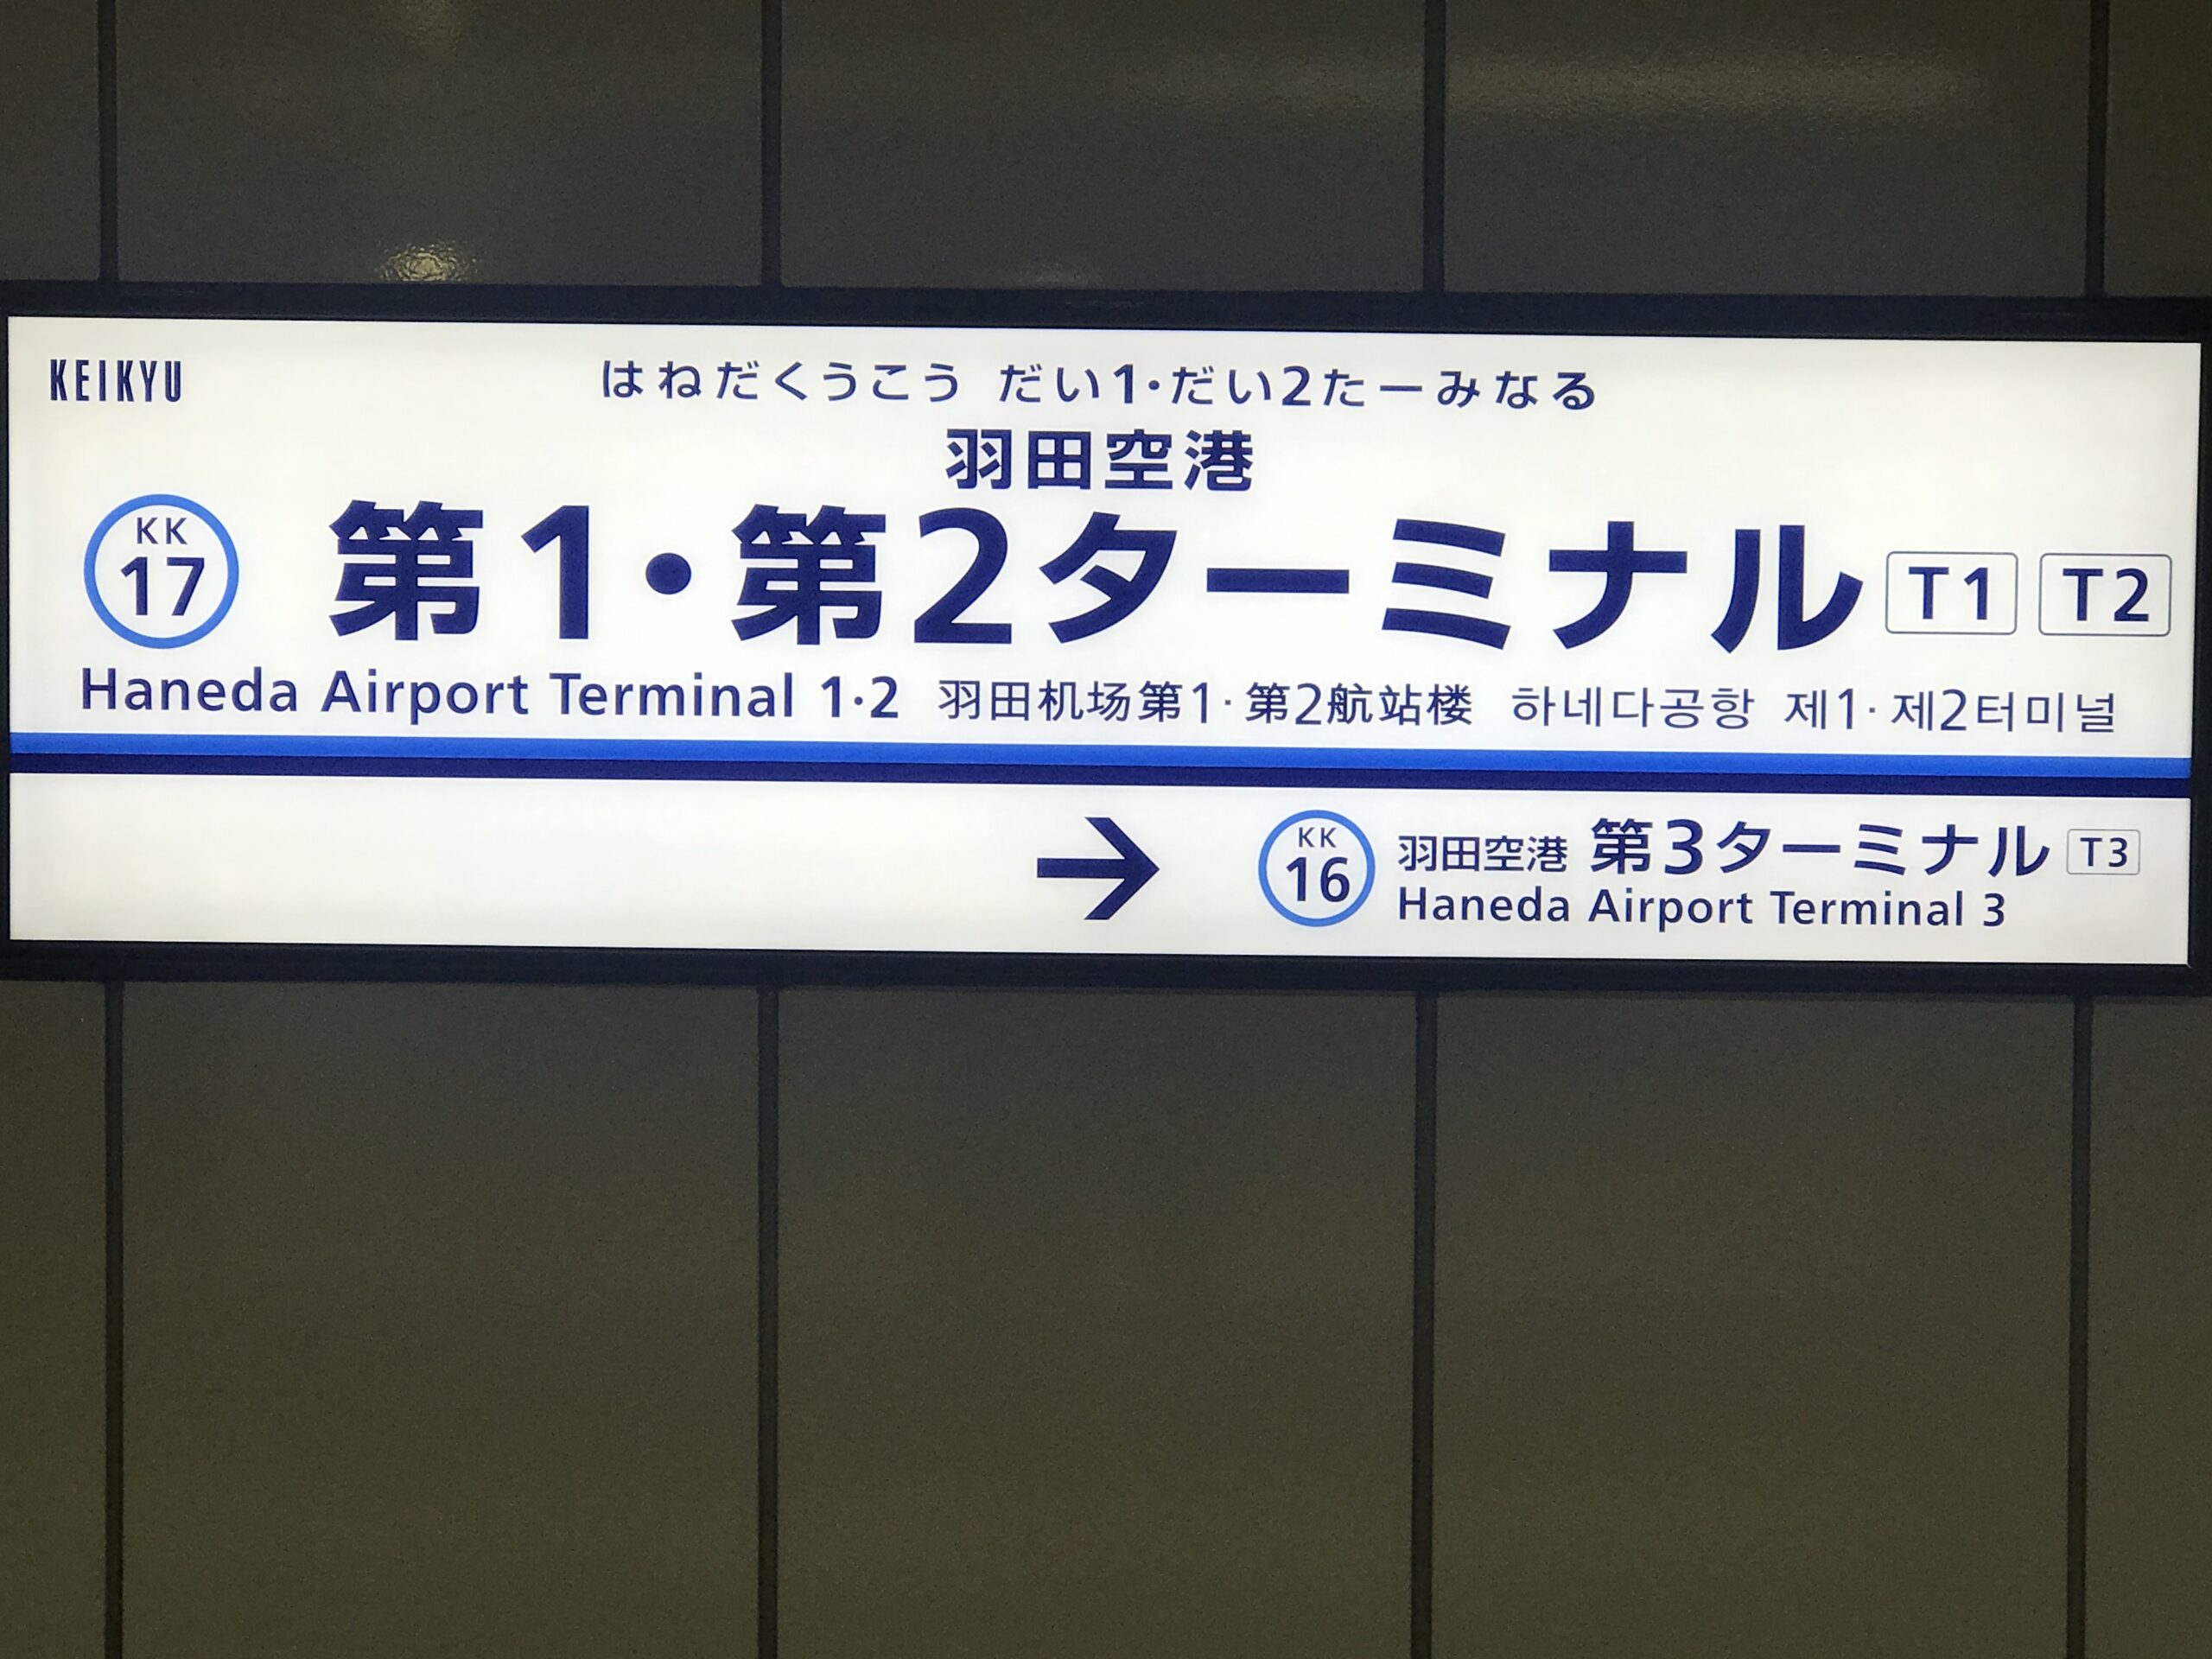 KEIKYU
はねだくうこう だい1・だい2たーみなる
羽田空港
KK
17
第1・第2ターミナル T1 T2
Haneda Airport Terminal 1・2 羽田机场第1・第2航站楼 하네다공항 제1・제2터미널
→
KK
16
羽田空港 第3ターミナル T3
Haneda Airport Terminal 3